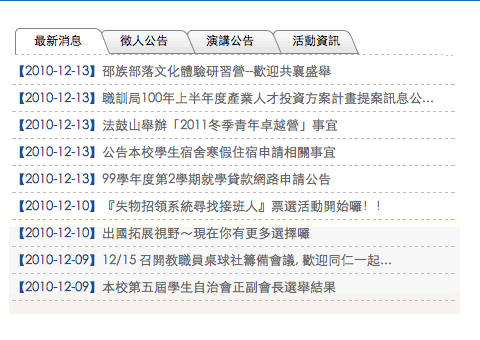 最新消息 徵人公告 演講公告 活動資訊
【2010-12-13】邵族部落文化體驗研習營--歡迎共襄盛舉
【2010-12-13】職訓局100年上半年度產業人才投資方案計畫提案訊息公...
【2010-12-13】法鼓山舉辦「2011冬季青年卓越營」事宜
【2010-12-13】公告本校學生宿舍寒假住宿申請相關事宜
【2010-12-13】99學年度第2學期就學貸款網路申請公告
【2010-12-10】『失物招領系統尋找接班人』票選活動開始囉！！
【2010-12-10】出國拓展視野～現在你有更多選擇囉
【2010-12-09】12/15 召開教職員桌球社籌備會議, 歡迎同仁一起...
【2010-12-09】本校第五屆學生自治會正副會長選舉結果